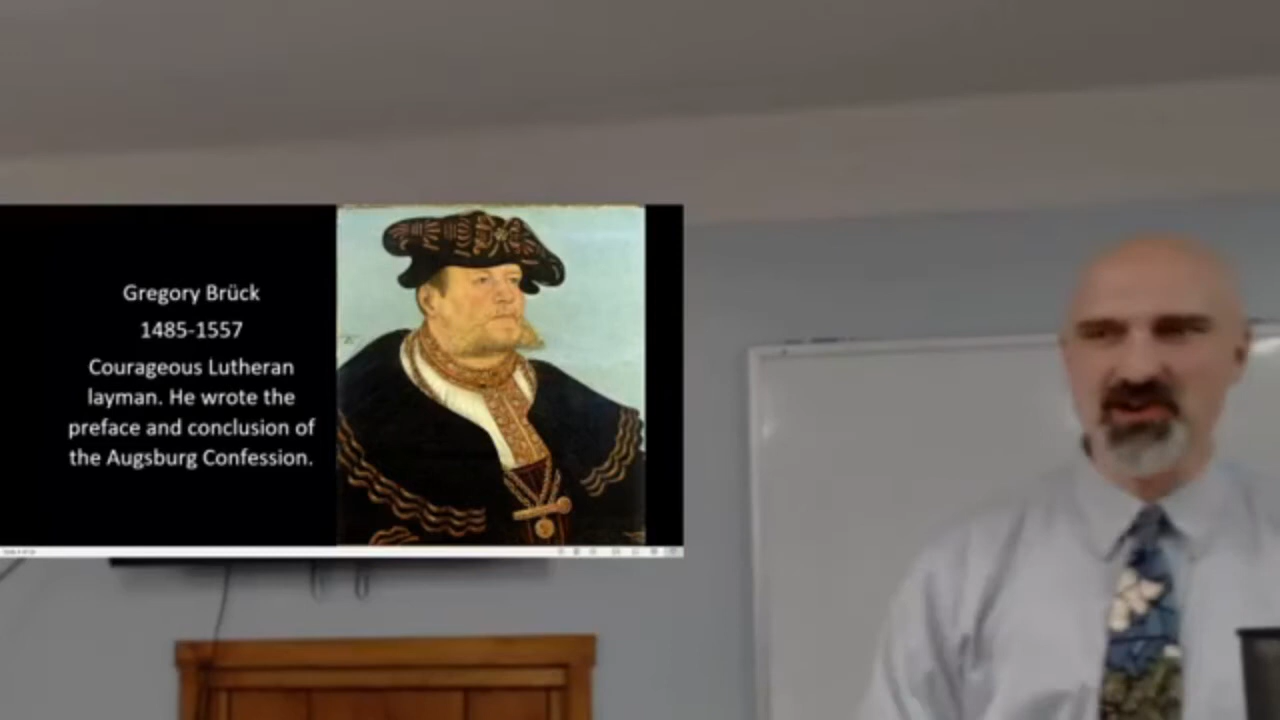 Gregory Brück
1485-1557
Courageous Lutheran
layman. He wrote the
preface and conclusion of
the Augsburg Confession.